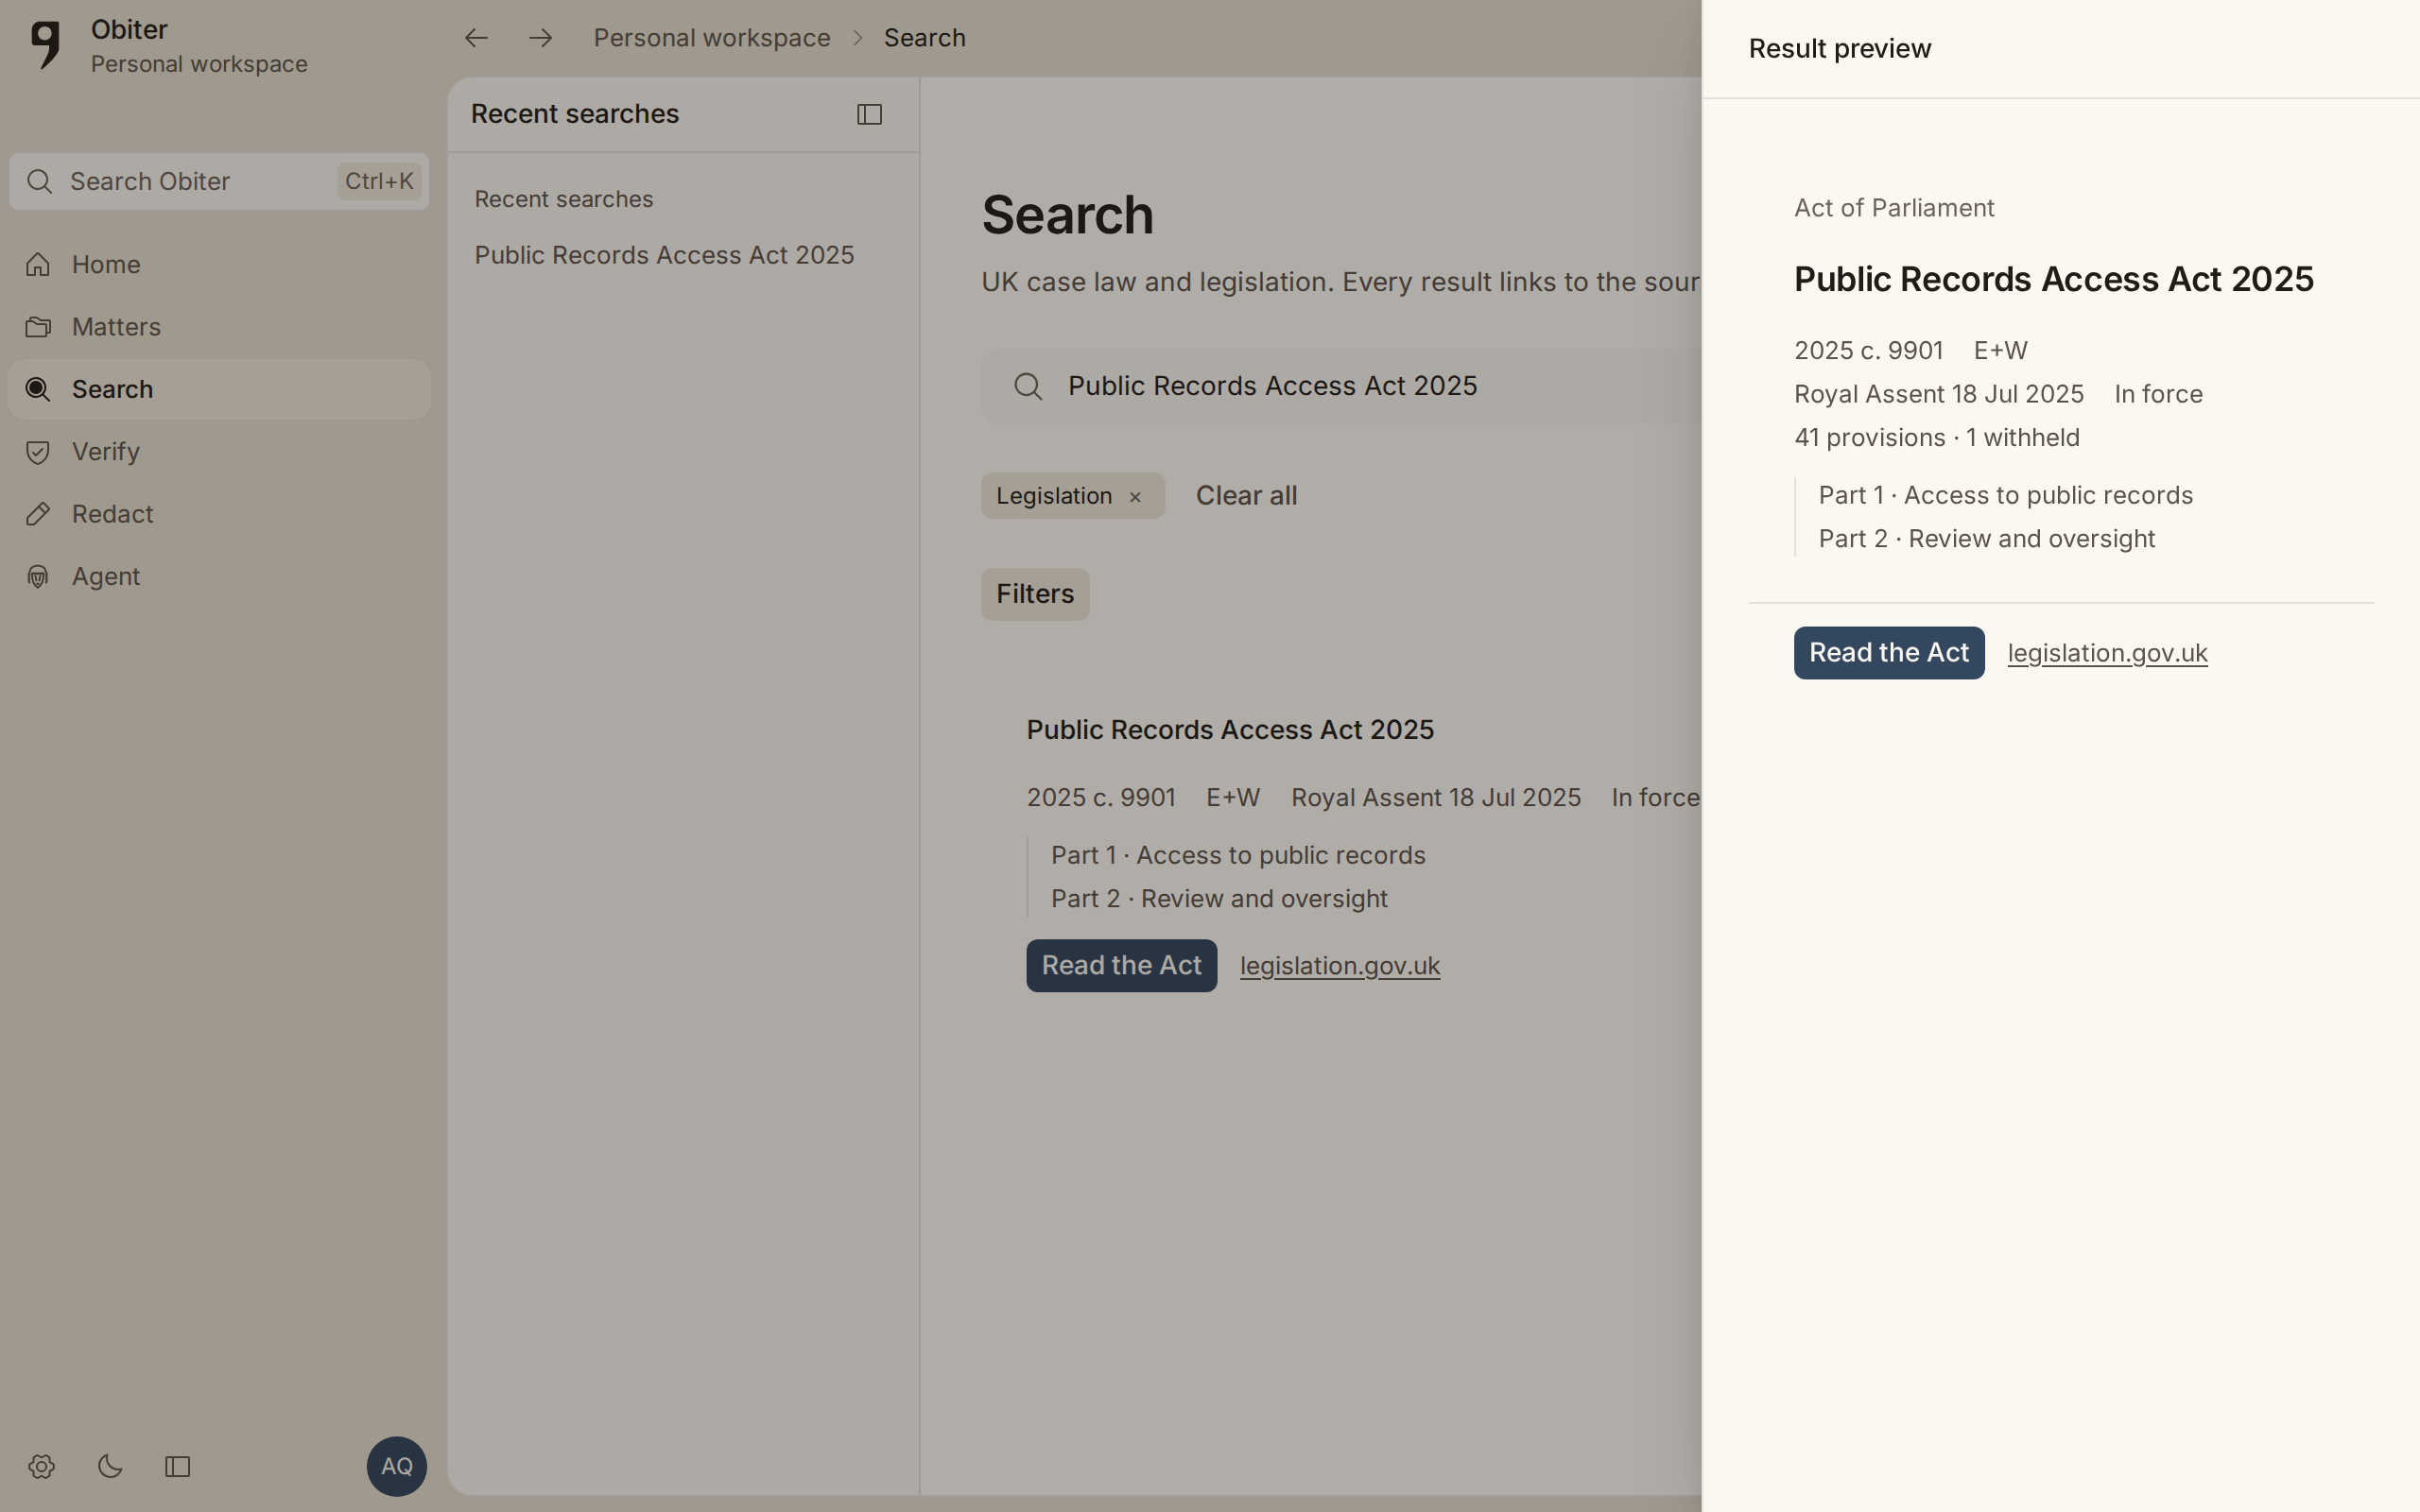 Obiter
Personal workspace
Search Obiter Ctrl+K
Home
Matters
Search
Verify
Redact
Agent
AQ
Personal workspace Search
Recent searches
Recent searches
Public Records Access Act 2025
Search
UK case law and legislation. Every result links to the sour
Public Records Access Act 2025
Legislation × Clear all
Filters
Public Records Access Act 2025
2025 c. 9901 E+W Royal Assent 18 Jul 2025 In force
Part 1 · Access to public records
Part 2 · Review and oversight
Read the Act legislation.gov.uk
Result preview
Act of Parliament
Public Records Access Act 2025
2025 c. 9901 E+W
Royal Assent 18 Jul 2025 In force
41 provisions · 1 withheld
Part 1 · Access to public records
Part 2 · Review and oversight
Read the Act legislation.gov.uk